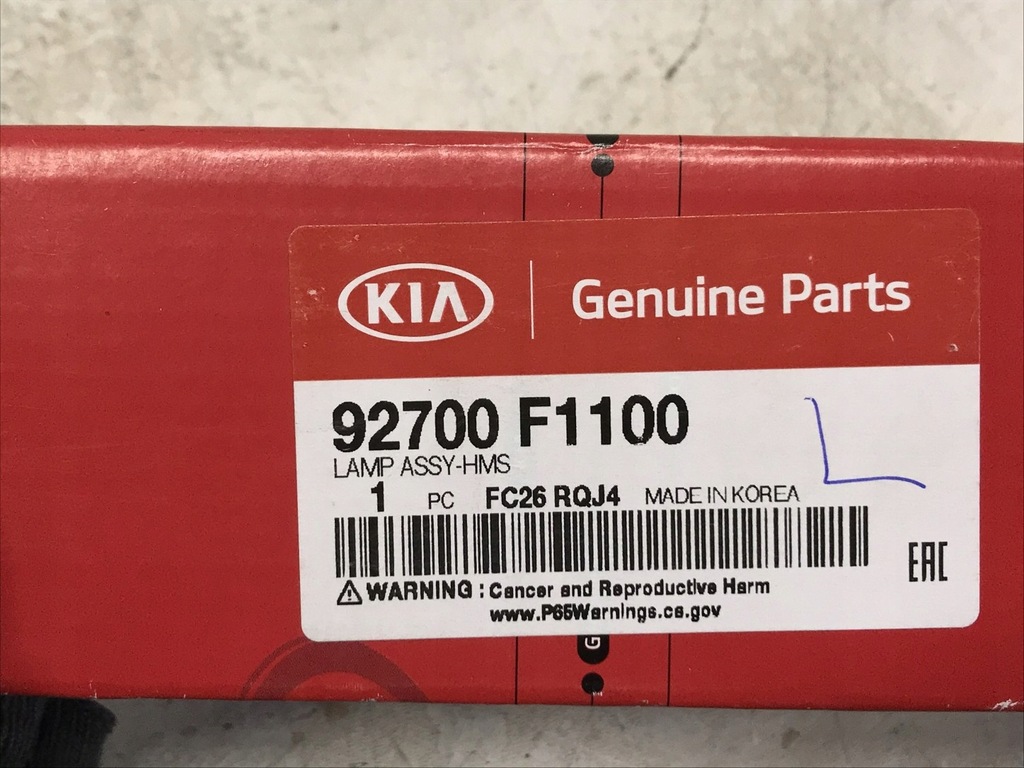 KIA Genuine Parts
92700 F1100
L
LAMP ASSY-HMS
1 PC FC26 RQJ4 MADE IN KOREA
EAC
WARNING : Cancer and Reproductive Harm
www.P65Warnings.ca.gov
G